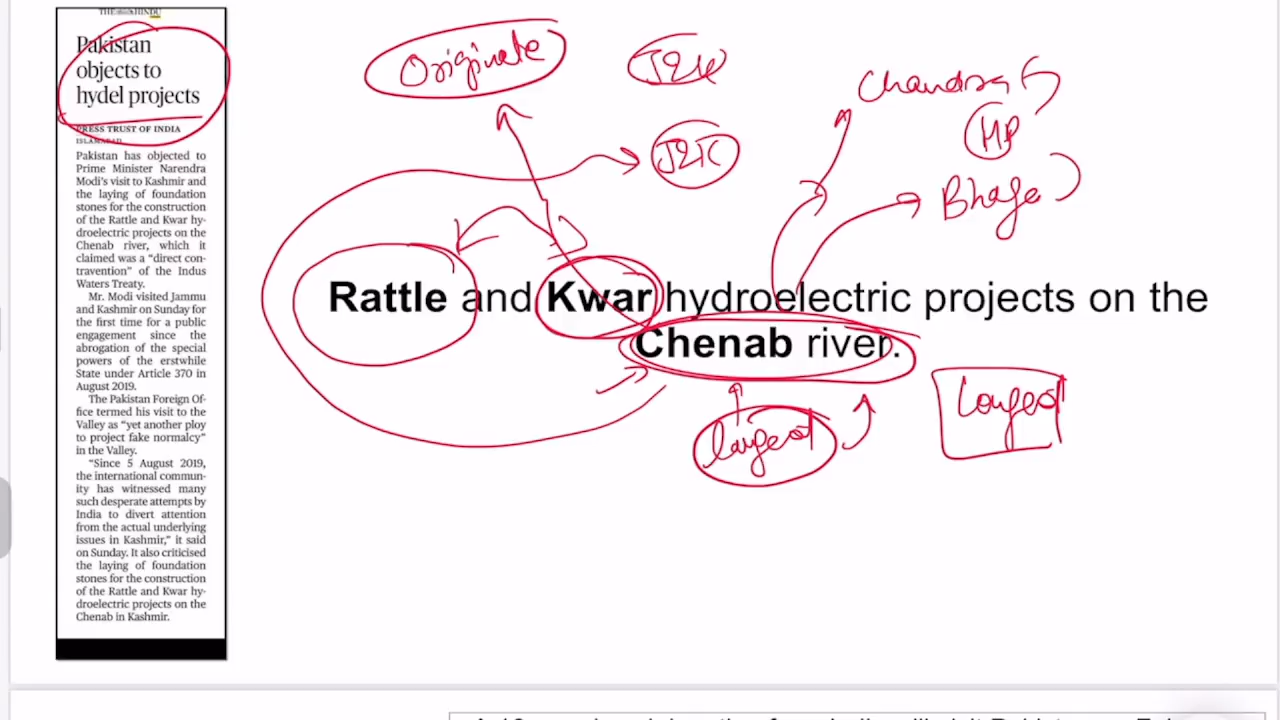 THE HINDU
Pakistan
objects to
hydel projects
PRESS TRUST OF INDIA
ISLAMABAD
Pakistan has objected to
Prime Minister Narendra
Modi's visit to Kashmir and
the laying of foundation
stones for the construction
of the Rattle and Kwar hy-
droelectric projects on the
Chenab river, which it
claimed was a “direct con-
travention” of the Indus
Waters Treaty.
Mr. Modi visited Jammu
and Kashmir on Sunday for
the first time for a public
engagement since the
abrogation of the special
powers of the erstwhile
State under Article 370 in
August 2019.
The Pakistan Foreign Of-
fice termed his visit to the
Valley as “yet another ploy
to project fake normalcy”
in the Valley.
“Since 5 August 2019,
the international commun-
ity has witnessed many
such desperate attempts by
India to divert attention
from the actual underlying
issues in Kashmir,” it said
on Sunday. It also criticised
the laying of foundation
stones for the construction
of the Rattle and Kwar hy-
droelectric projects on the
Chenab in Kashmir.
Originate
J&K
J&K
Chandra
HP
Bhaga
Rattle and Kwar hydroelectric projects on the
Chenab river.
largest
Longest